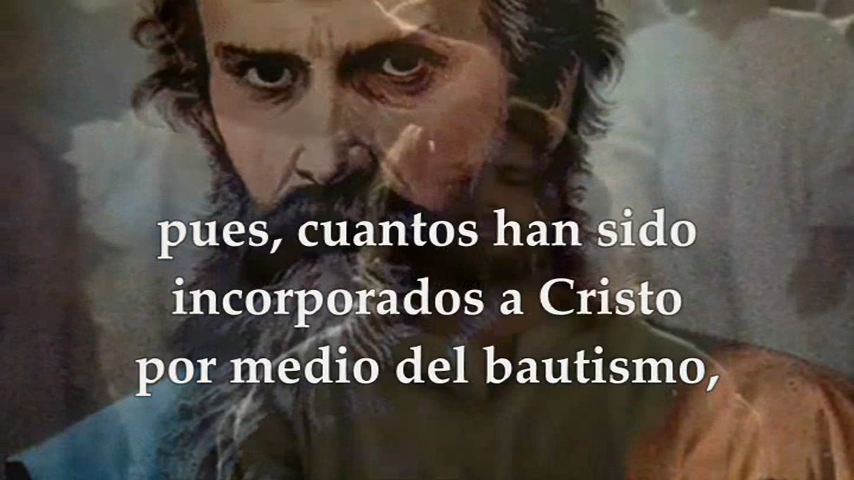 pues, cuantos han sido
incorporados a Cristo
por medio del bautismo,